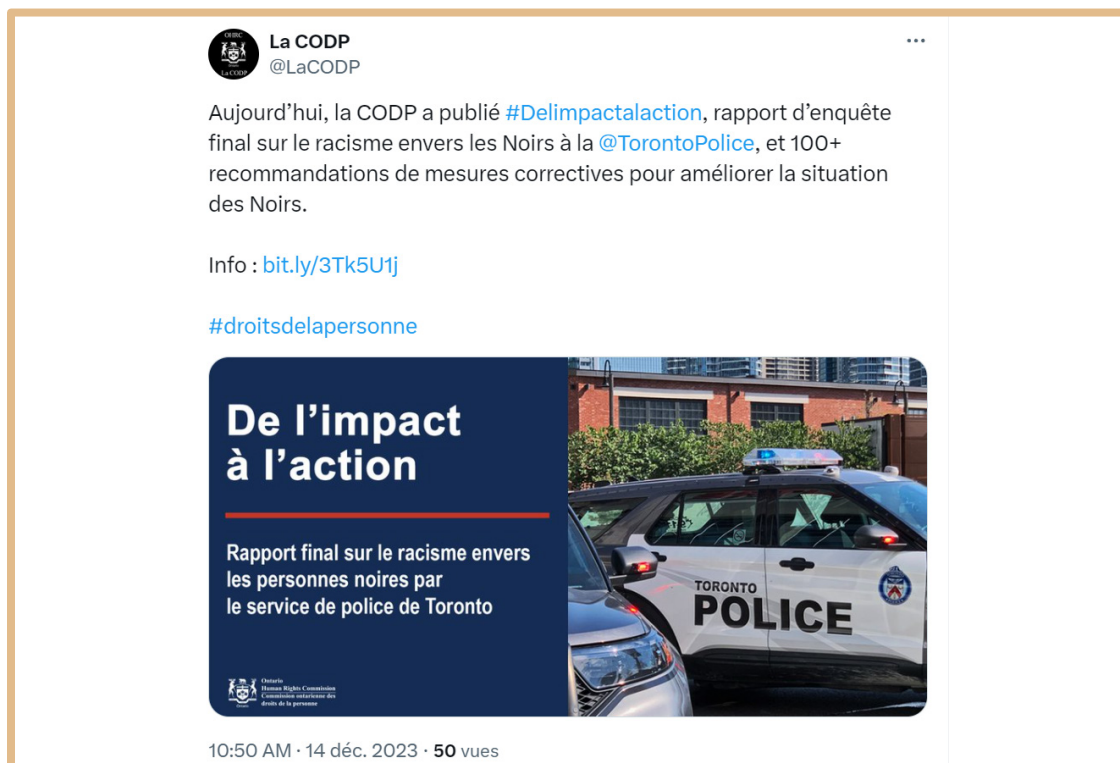 OHRC
La CODP
La CODP
@LaCODP
Aujourd’hui, la CODP a publié #Delimpactalaction, rapport d’enquête
final sur le racisme envers les Noirs à la @TorontoPolice, et 100+
recommandations de mesures correctives pour améliorer la situation
des Noirs.
Info : bit.ly/3Tk5U1j
#droitsdelapersonne
De l’impact
à l’action
Rapport final sur le racisme envers
les personnes noires par
le service de police de Toronto
Ontario
Human Rights Commission
Commission ontarienne des
droits de la personne
TORONTO
POLICE
10:50 AM · 14 déc. 2023 · 50 vues